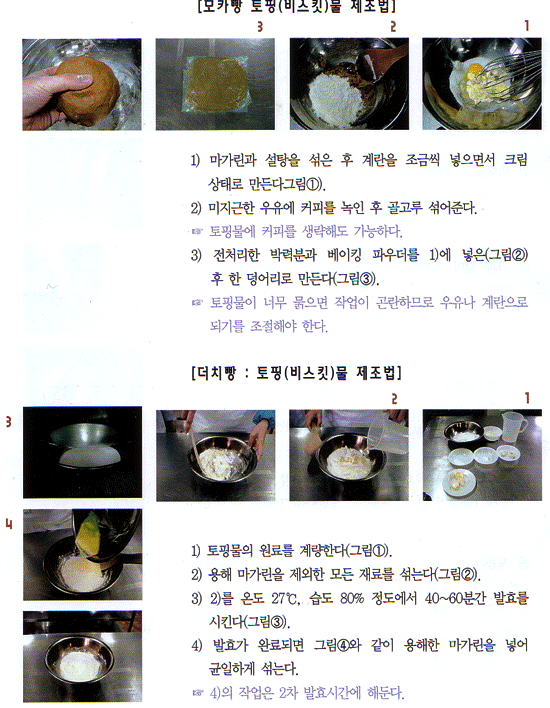 [모카빵 토핑(비스킷)물 제조법]
3 2 1
1) 마가린과 설탕을 섞은 후 계란을 조금씩 넣으면서 크림
상태로 만든다그림①).
2) 미지근한 우유에 커피를 녹인 후 골고루 섞어준다.
☞ 토핑물에 커피를 생략해도 가능하다.
3) 전처리한 박력분과 베이킹 파우더를 1)에 넣은(그림②)
후 한 덩어리로 만든다(그림③).
☞ 토핑물이 너무 묽으면 작업이 곤란하므로 우유나 계란으로
되기를 조절해야 한다.
[더치빵 : 토핑(비스킷)물 제조법]
3 2 1
4
1) 토핑물의 원료를 계량한다(그림①).
2) 용해 마가린을 제외한 모든 재료를 섞는다(그림②).
3) 2)를 온도 27℃, 습도 80% 정도에서 40~60분간 발효를
시킨다(그림③).
4) 발효가 완료되면 그림④와 같이 용해한 마가린을 넣어
균일하게 섞는다.
☞ 4)의 작업은 2차 발효시간에 해둔다.